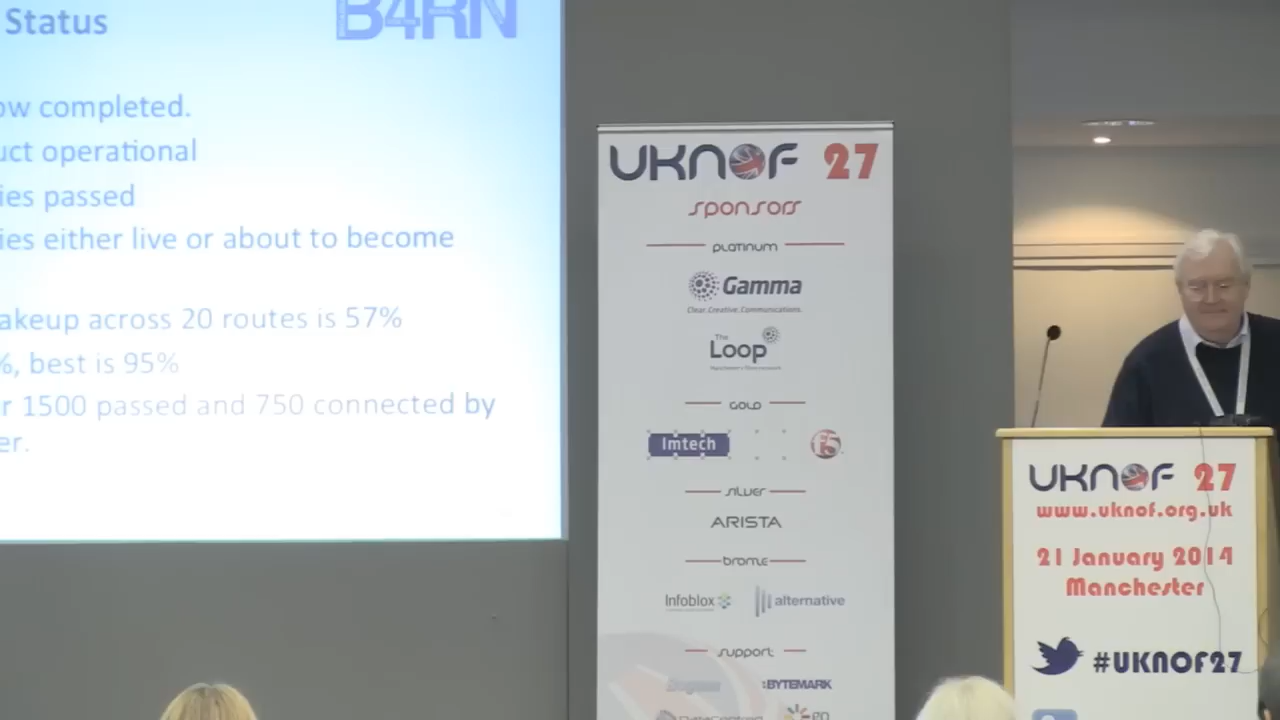 Status
B4RN
ow completed.
uct operational
ies passed
ies either live or about to become
akeup across 20 routes is 57%
%, best is 95%
r 1500 passed and 750 connected by
er.
UKNOF 27
sponsors
PLATINUM
Gamma
Clear. Creative. Communications.
The
Loop
GOLD
Imtech
F5
SILVER
ARISTA
bronze
Infoblox
alternative
support
BYTEMARK
UKNOF 27
www.uknof.org.uk
21 January 2014
Manchester
#UKNOF27